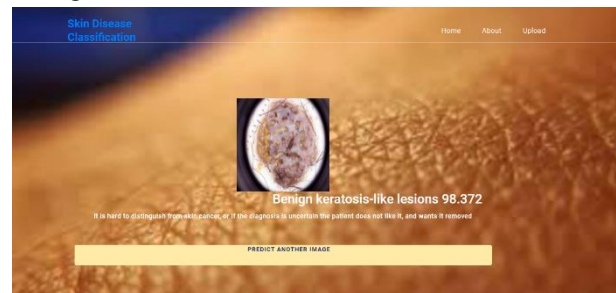 Skin Disease
Classification
Home About Upload
Benign keratosis-like lesions 98.372
It is hard to distinguish from skin cancer, or if the diagnosis is uncertain the patient does not like it, and wants it removed
PREDICT ANOTHER IMAGE